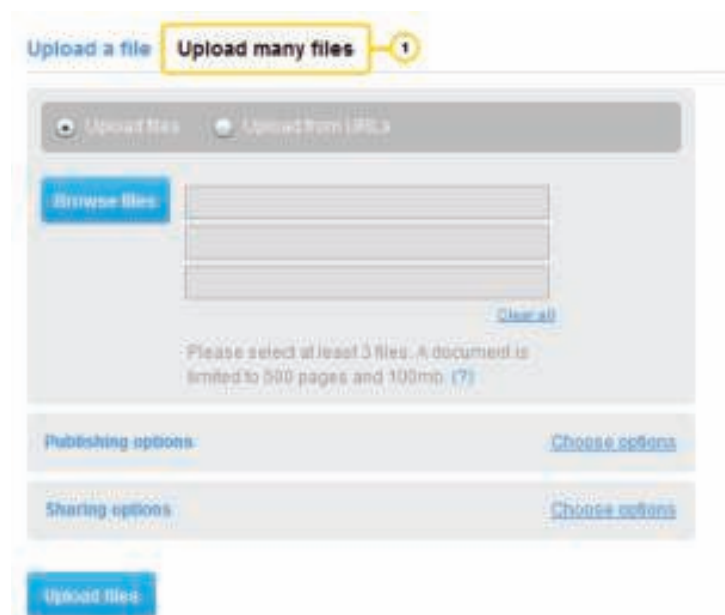 Upload a file Upload many files 1
Upload files Upload from URLs
Browse files
Clear all
Please select at least 3 files. A document is
limited to 500 pages and 100mb. (?)
Publishing options Choose options
Sharing options Choose options
Upload files